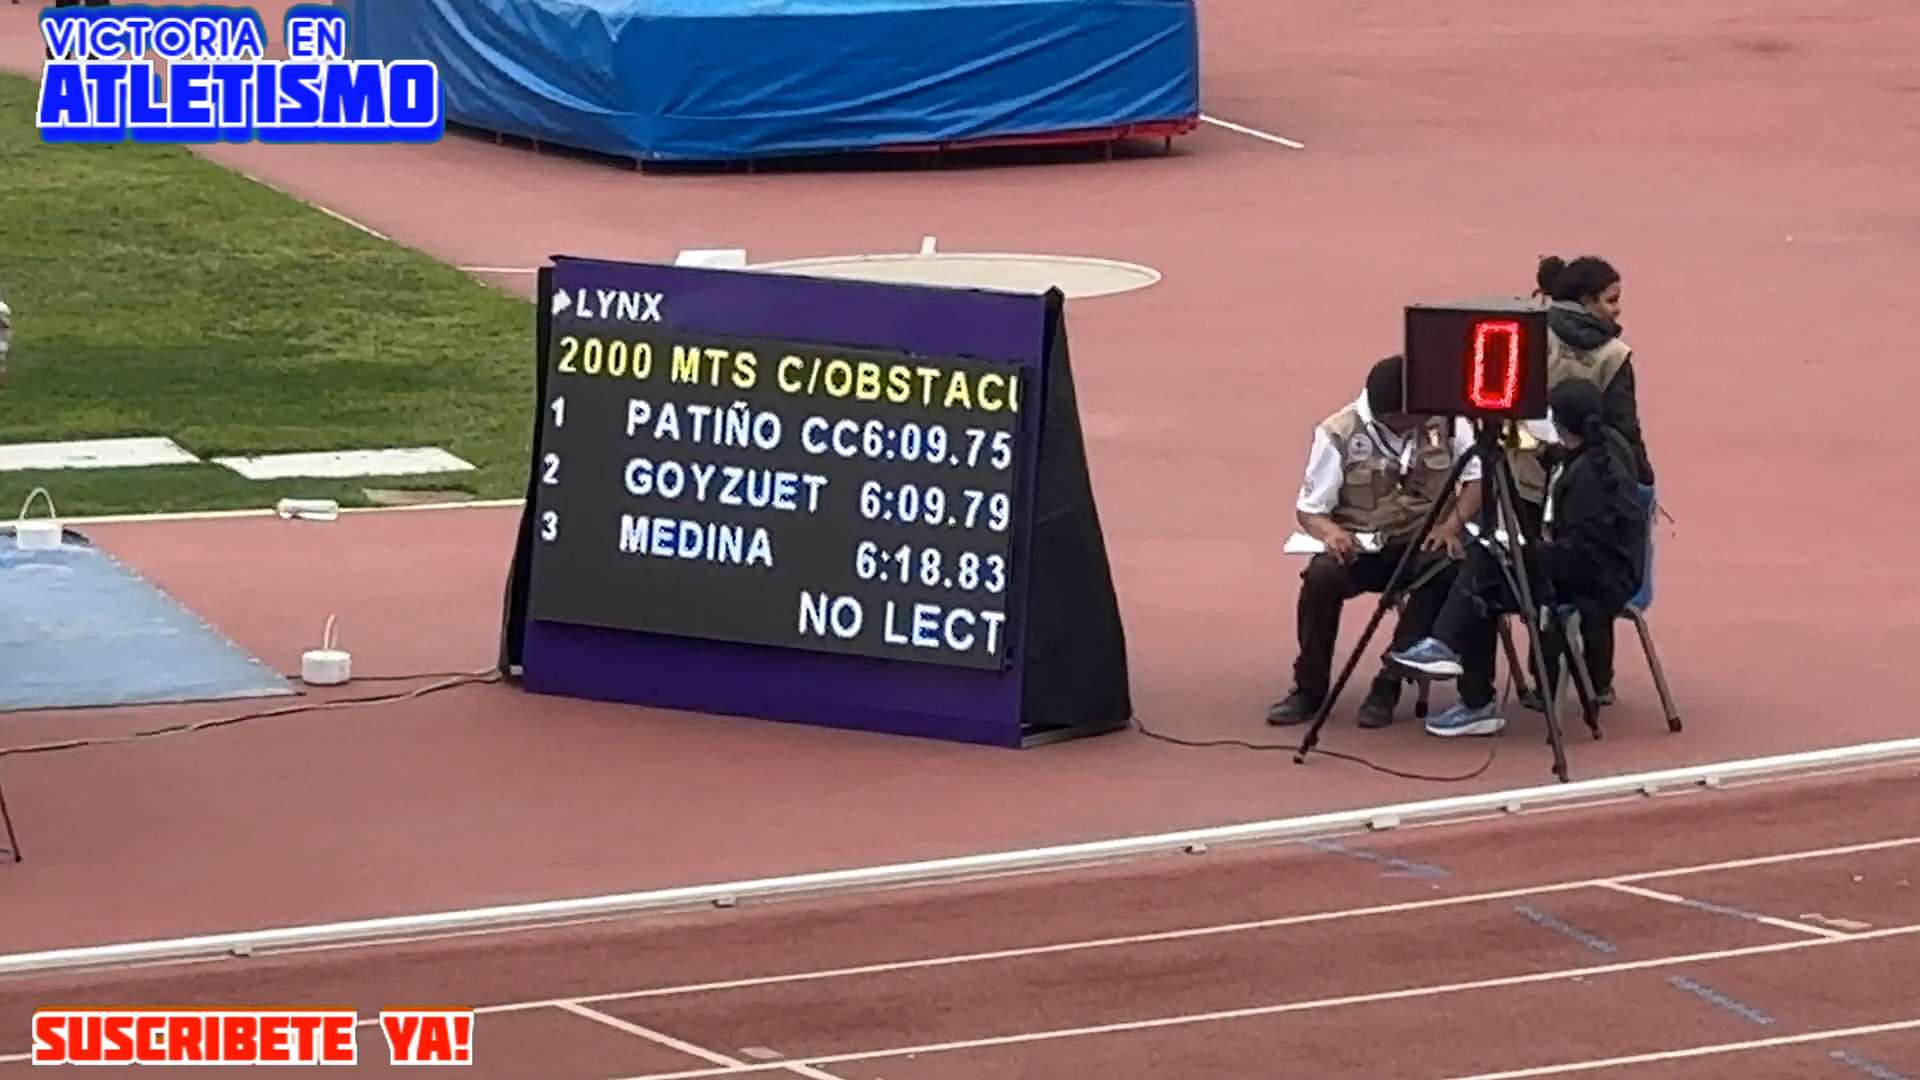 VICTORIA EN
ATLETISMO
LYNX
2000 MTS C/OBSTACU
1 PATIÑO CC6:09.75
2 GOYZUET 6:09.79
3 MEDINA 6:18.83
NO LECT
0
SUSCRIBETE YA!